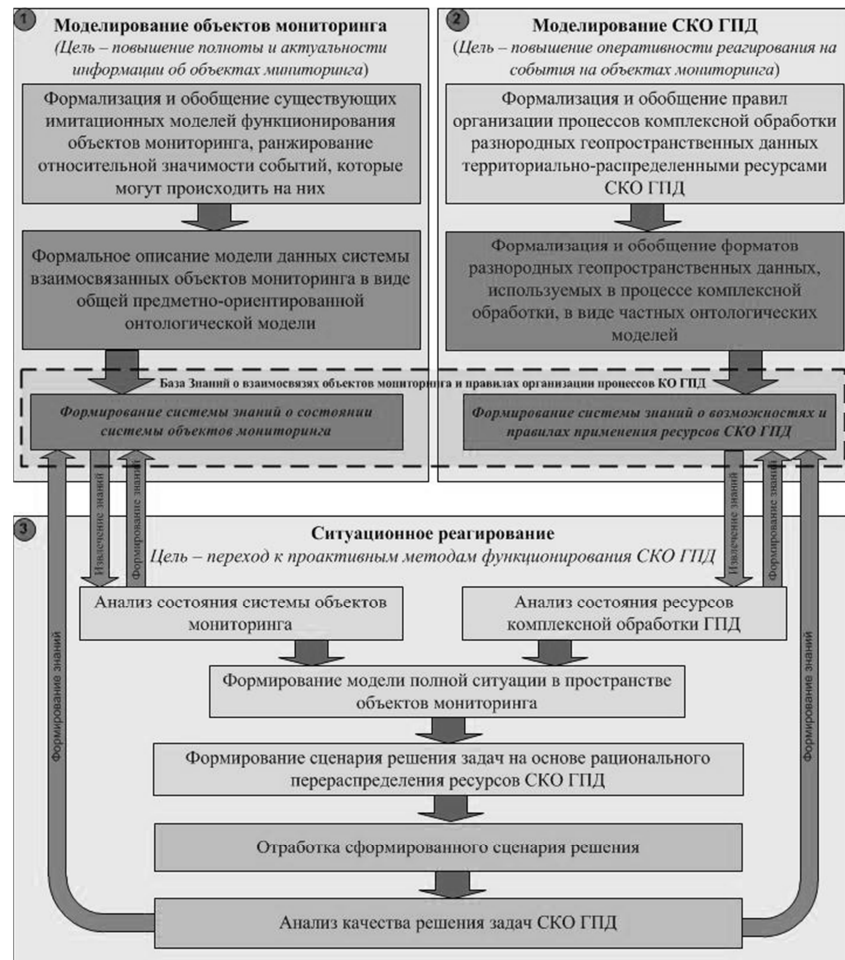 1
Моделирование объектов мониторинга
(Цель – повышение полноты и актуальности
информации об объектах миниторинга)
Формализация и обобщение существующих
имитационных моделей функционирования
объектов мониторинга, ранжирование
относительной значимости событий, которые
могут происходить на них
Формальное описание модели данных системы
взаимосвязанных объектов мониторинга в виде
общей предметно-ориентированной
онтологической модели
2
Моделирование СКО ГПД
(Цель – повышение оперативности реагирования на
события на объектах мониторинга)
Формализация и обобщение правил
организации процессов комплексной обработки
разнородных геопространственных данных
территориально-распределенными ресурсами
СКО ГПД
Формализация и обобщение форматов
разнородных геопространственных данных,
используемых в процессе комплексной
обработки, в виде частных онтологических
моделей
База Знаний о взаимосвязях объектов мониторинга и правилах организации процессов КО ГПД
Формирование системы знаний о состоянии
системы объектов мониторинга
Формирование системы знаний о возможностях и
правилах применения ресурсов СКО ГПД
Извлечение знаний
Формирование знаний
Извлечение знаний
Формирование знаний
3
Ситуационное реагирование
Цель – переход к проактивным методам функционирования СКО ГПД
Анализ состояния системы объектов
мониторинга
Анализ состояния ресурсов
комплексной обработки ГПД
Формирование модели полной ситуации в пространстве
объектов мониторинга
Формирование сценария решения задач на основе рационального
перераспределения ресурсов СКО ГПД
Отработка сформированного сценария решения
Анализ качества решения задач СКО ГПД
Формирование знаний
Формирование знаний